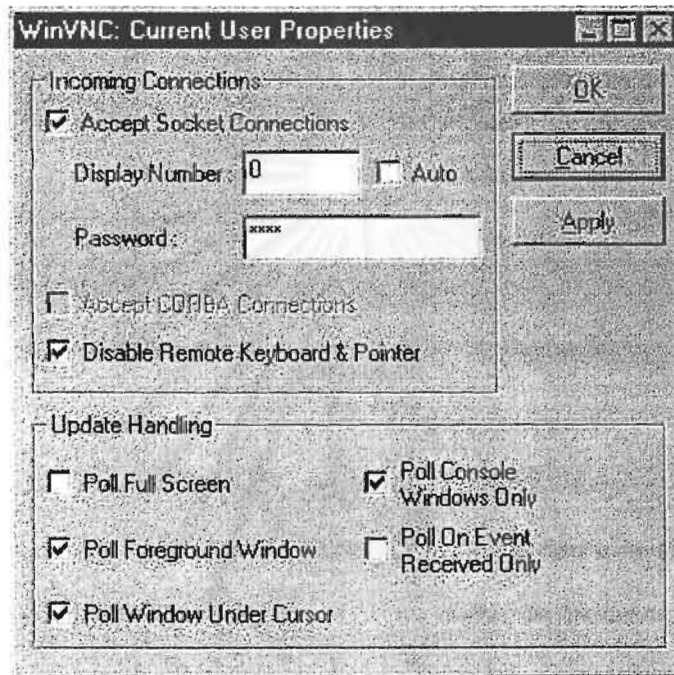 WinVNC: Current User Properties
Incoming Connections
OK
Accept Socket Connections
Display Number: 0 Auto
Cancel
Password: xxxx
Apply
Accept CORBA Connections
Disable Remote Keyboard & Pointer
Update Handling
Poll Full Screen
Poll Console
Windows Only
Poll Foreground Window
Poll On Event
Received Only
Poll Window Under Cursor